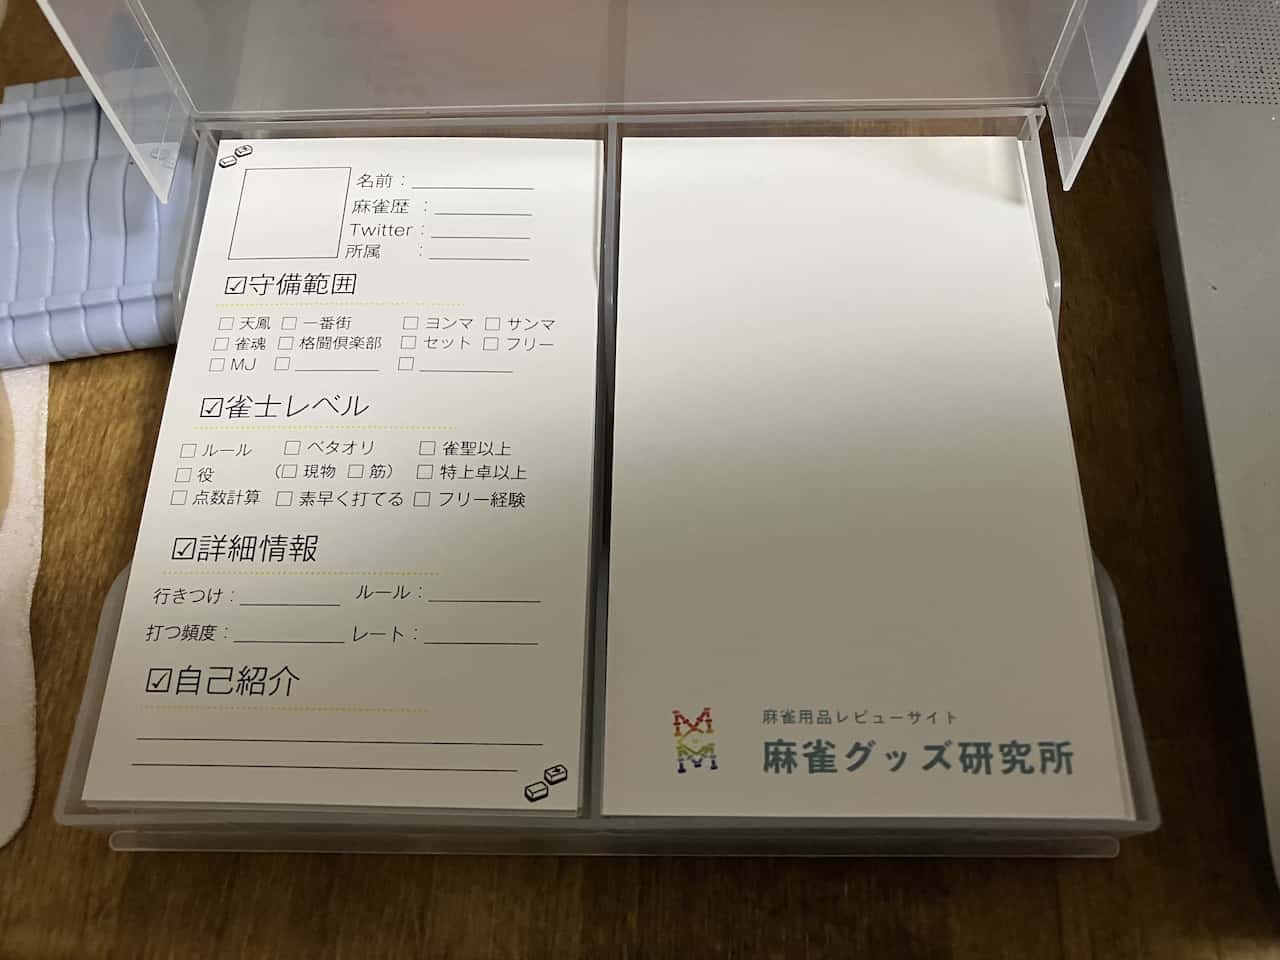 名前：
麻雀歴：
Twitter：
所属：
☑守備範囲
□ 天鳳 □ 一番街 □ ヨンマ □ サンマ
□ 雀魂 □ 格闘倶楽部 □ セット □ フリー
□ MJ □ □
☑雀士レベル
□ ルール □ ベタオリ □ 雀聖以上
□ 役 (□ 現物 □ 筋) □ 特上卓以上
□ 点数計算 □ 素早く打てる □ フリー経験
☑詳細情報
行きつけ： ルール：
打つ頻度： レート：
☑自己紹介
麻雀用品レビューサイト
麻雀グッズ研究所